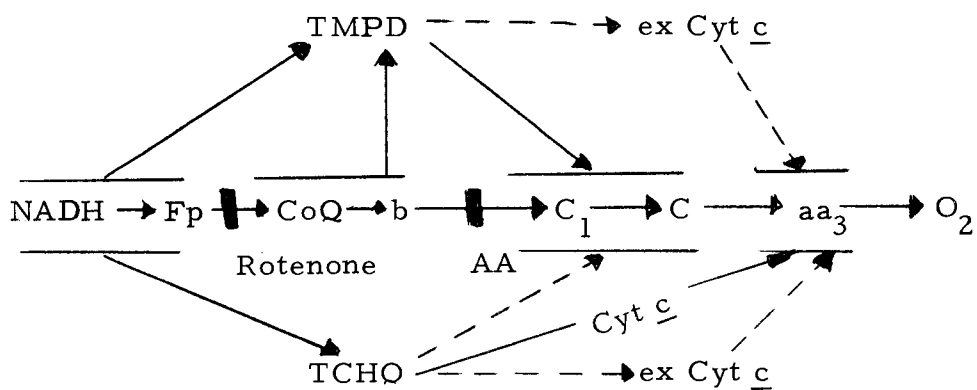 TMPD ex Cyt c
NADH Fp CoQ b C1 C aa3 O2
Rotenone AA
Cyt c
TCHQ ex Cyt c